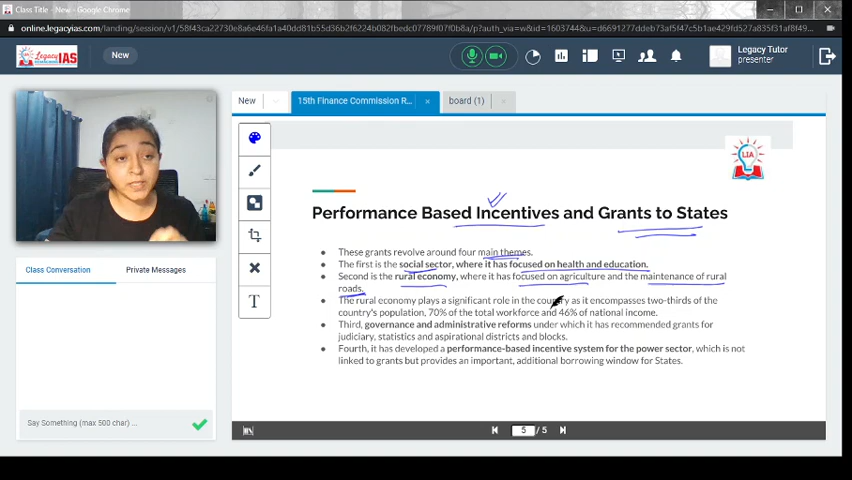 Class Title - New - Google Chrome
online.legacyias.com/landing/session/
Legacy
IAS
New
Legacy Tutor
presenter
New
15th Finance Commission R...
board (1)
LIA
T
Performance Based Incentives and Grants to States
These grants revolve around four main themes.
The first is the social sector, where it has focused on health and education.
Second is the rural economy, where it has focused on agriculture and the maintenance of rural
roads.
The rural economy plays a significant role in the country as it encompasses two-thirds of the
country's population, 70% of the total workforce and 46% of national income.
Third, governance and administrative reforms under which it has recommended grants for
judiciary, statistics and aspirational districts and blocks.
Fourth, it has developed a performance-based incentive system for the power sector, which is not
linked to grants but provides an important, additional borrowing window for States.
Class Conversation
Private Messages
Say Something (max 500 char) ...
5 / 5